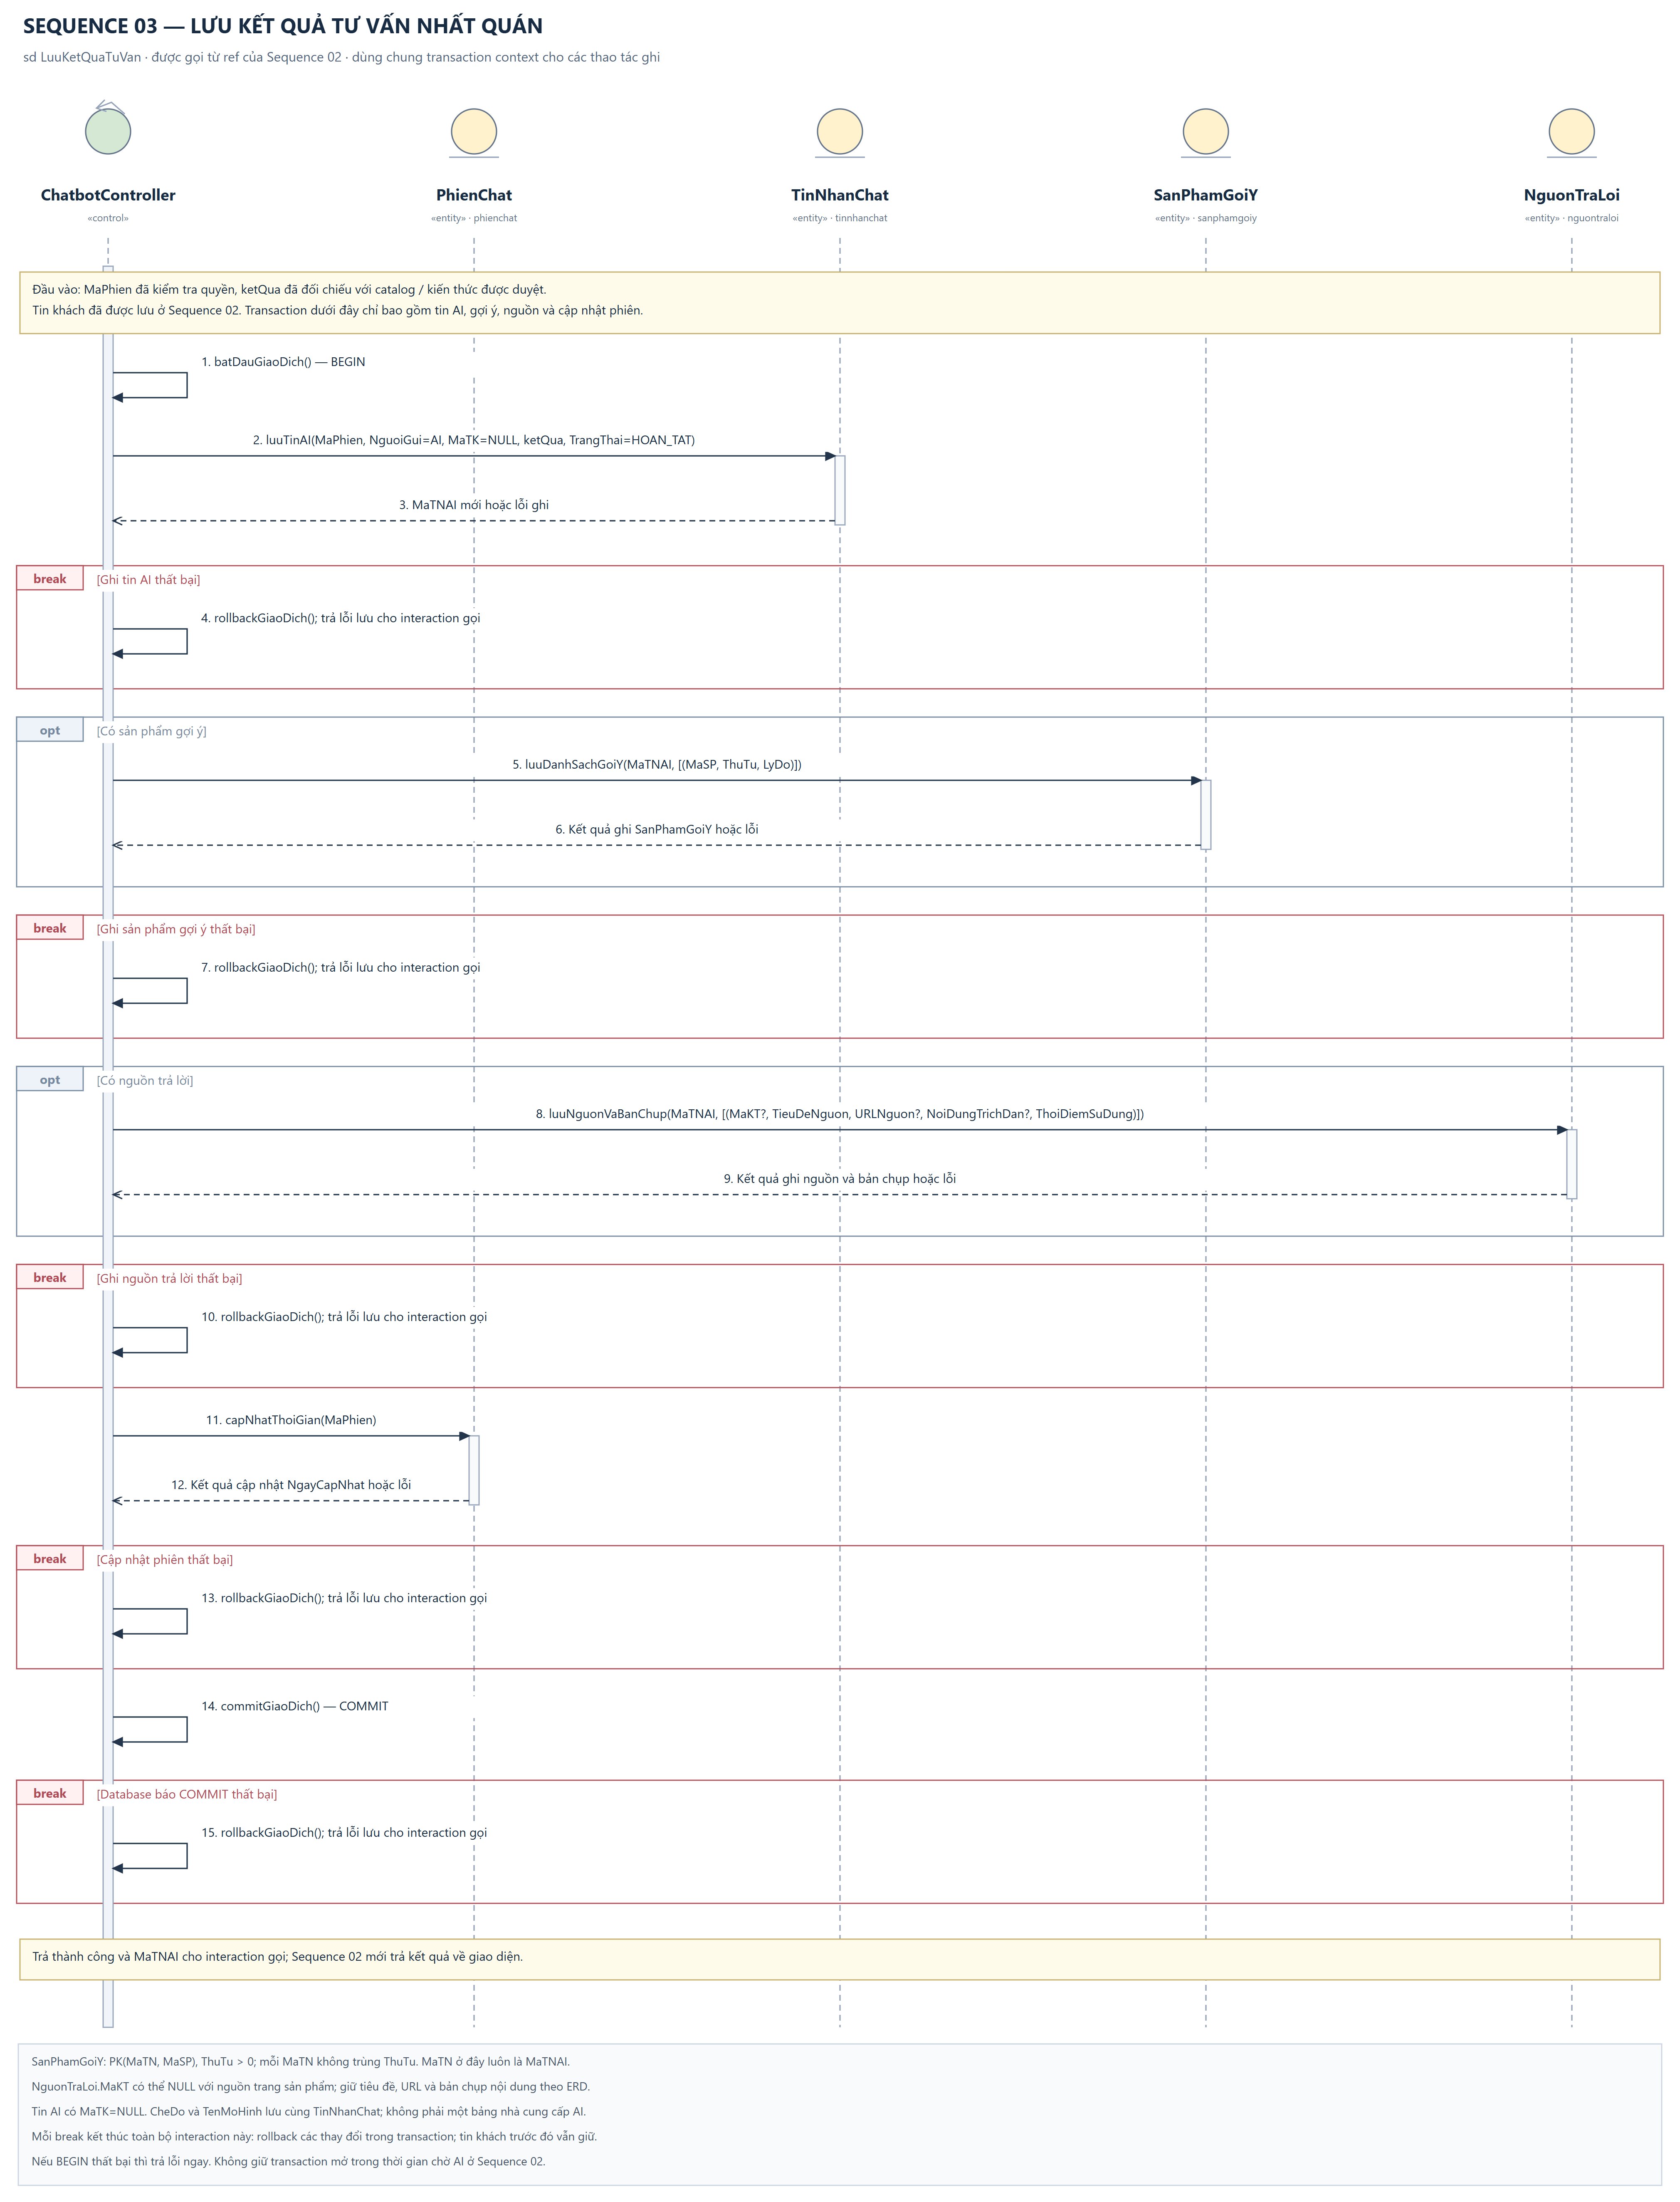 SEQUENCE 03 — LƯU KẾT QUẢ TƯ VẤN NHẤT QUÁN
sd LuuKetQuaTuVan · được gọi từ ref của Sequence 02 · dùng chung transaction context cho các thao tác ghi
ChatbotController
PhienChat
TinNhanChat
SanPhamGoiY
NguonTraLoi
«control»
«entity» · phienchat
«entity» · tinnhanchat
«entity» · sanphamgoiy
«entity» · nguontraloi
Đầu vào: MaPhien đã kiểm tra quyền, ketQua đã đối chiếu với catalog / kiến thức được duyệt.
Tin khách đã được lưu ở Sequence 02. Transaction dưới đây chỉ bao gồm tin AI, gợi ý, nguồn và cập nhật phiên.
1. batDauGiaoDich() — BEGIN
2. luuTinAI(MaPhien, NguoiGui=AI, MaTK=NULL, ketQua, TrangThai=HOAN_TAT)
3. MaTNAI mới hoặc lỗi ghi
break [Ghi tin AI thất bại]
4. rollbackGiaoDich(); trả lỗi lưu cho interaction gọi
opt [Có sản phẩm gợi ý]
5. luuDanhSachGoiY(MaTNAI, [(MaSP, ThuTu, LyDo)])
6. Kết quả ghi SanPhamGoiY hoặc lỗi
break [Ghi sản phẩm gợi ý thất bại]
7. rollbackGiaoDich(); trả lỗi lưu cho interaction gọi
opt [Có nguồn trả lời]
8. luuNguonVaBanChup(MaTNAI, [(MaKT?, TieuDeNguon, URLNguon?, NoiDungTrichDan?, ThoiDiemSuDung)])
9. Kết quả ghi nguồn và bản chụp hoặc lỗi
break [Ghi nguồn trả lời thất bại]
10. rollbackGiaoDich(); trả lỗi lưu cho interaction gọi
11. capNhatThoiGian(MaPhien)
12. Kết quả cập nhật NgayCapNhat hoặc lỗi
break [Cập nhật phiên thất bại]
13. rollbackGiaoDich(); trả lỗi lưu cho interaction gọi
14. commitGiaoDich() — COMMIT
break [Database báo COMMIT thất bại]
15. rollbackGiaoDich(); trả lỗi lưu cho interaction gọi
Trả thành công và MaTNAI cho interaction gọi; Sequence 02 mới trả kết quả về giao diện.
SanPhamGoiY: PK(MaTN, MaSP), ThuTu > 0; mỗi MaTN không trùng ThuTu. MaTN ở đây luôn là MaTNAI.
NguonTraLoi.MaKT có thể NULL với nguồn trang sản phẩm; giữ tiêu đề, URL và bản chụp nội dung theo ERD.
Tin AI có MaTK=NULL. CheDo và TenMoHinh lưu cùng TinNhanChat; không phải một bảng nhà cung cấp AI.
Mỗi break kết thúc toàn bộ interaction này: rollback các thay đổi trong transaction; tin khách trước đó vẫn giữ.
Nếu BEGIN thất bại thì trả lỗi ngay. Không giữ transaction mở trong thời gian chờ AI ở Sequence 02.